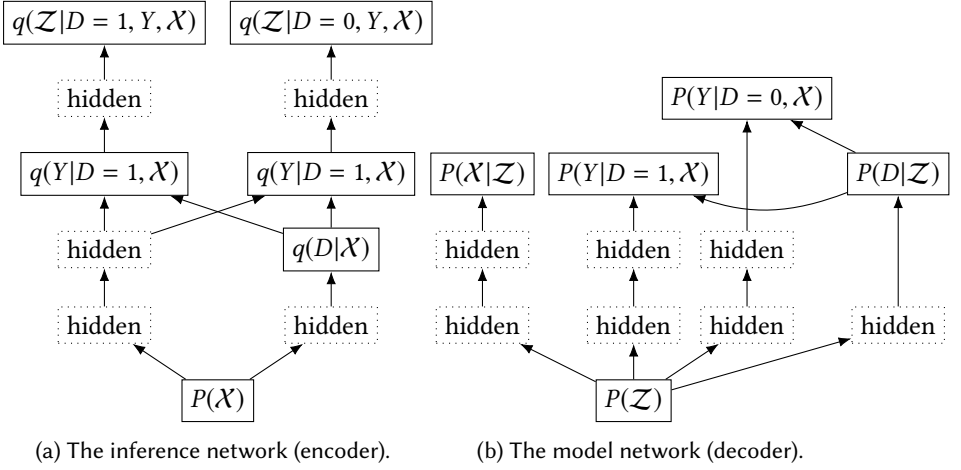 q(𝒵|D = 1, Y, 𝒳) q(𝒵|D = 0, Y, 𝒳)
hidden hidden
q(Y|D = 1, 𝒳) q(Y|D = 1, 𝒳)
hidden q(D|𝒳)
hidden hidden
P(𝒳)
(a) The inference network (encoder).
P(Y|D = 0, 𝒳)
P(𝒳|𝒵) P(Y|D = 1, 𝒳) P(D|𝒵)
hidden hidden hidden
hidden hidden hidden hidden
P(𝒵)
(b) The model network (decoder).